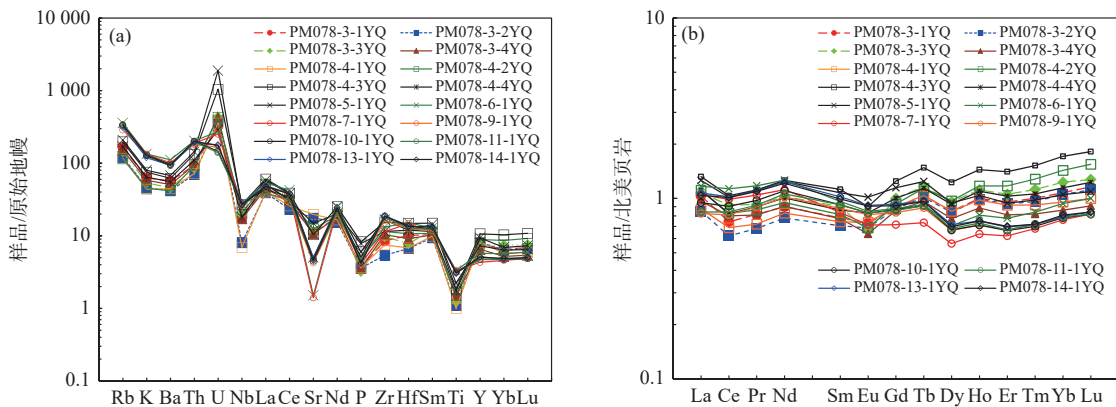 10 000
1 000
100
10
1
0.1
样品/原始地幔
(a)
PM078-3-1YQ PM078-3-2YQ
PM078-3-3YQ PM078-3-4YQ
PM078-4-1YQ PM078-4-2YQ
PM078-4-3YQ PM078-4-4YQ
PM078-5-1YQ PM078-6-1YQ
PM078-7-1YQ PM078-9-1YQ
PM078-10-1YQ PM078-11-1YQ
PM078-13-1YQ PM078-14-1YQ
Rb K Ba Th U Nb La Ce Sr Nd P Zr Hf Sm Ti Y Yb Lu
10
1
0.1
样品/北美页岩
(b)
PM078-3-1YQ PM078-3-2YQ
PM078-3-3YQ PM078-3-4YQ
PM078-4-1YQ PM078-4-2YQ
PM078-4-3YQ PM078-4-4YQ
PM078-5-1YQ PM078-6-1YQ
PM078-7-1YQ PM078-9-1YQ
PM078-10-1YQ PM078-11-1YQ
PM078-13-1YQ PM078-14-1YQ
La Ce Pr Nd Sm Eu Gd Tb Dy Ho Er Tm Yb Lu